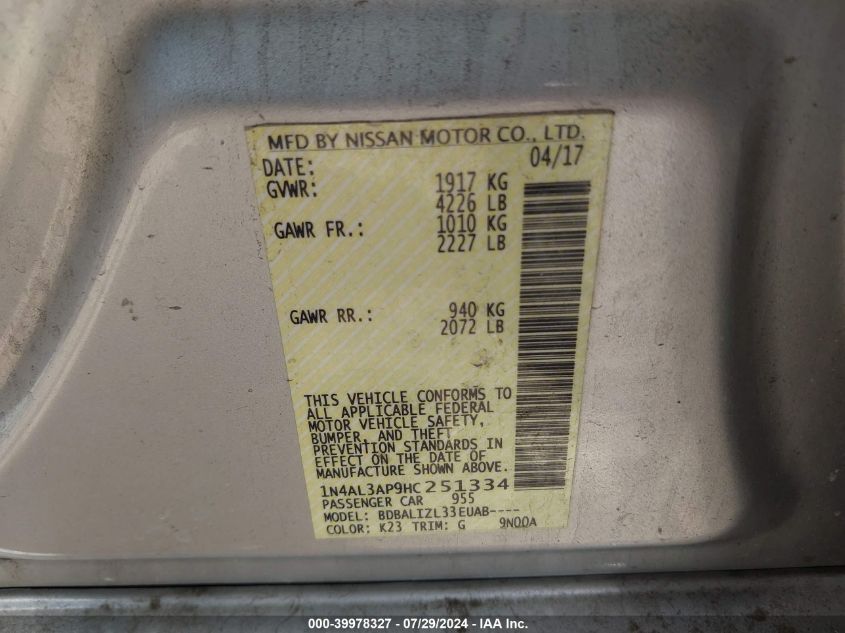 MFD BY NISSAN MOTOR CO., LTD.
DATE: 04/17
GVWR: 1917 KG
4226 LB
GAWR FR.: 1010 KG
2227 LB
GAWR RR.: 940 KG
2072 LB
THIS VEHICLE CONFORMS TO
ALL APPLICABLE FEDERAL
MOTOR VEHICLE SAFETY,
BUMPER, AND THEFT
PREVENTION STANDARDS IN
EFFECT ON THE DATE OF
MANUFACTURE SHOWN ABOVE.
1N4AL3AP9HC251334
PASSENGER CAR 955
MODEL: BDBALIZL33EUAB----
COLOR: K23 TRIM: G 9N00A
000-39978327 - 07/29/2024 - IAA Inc.